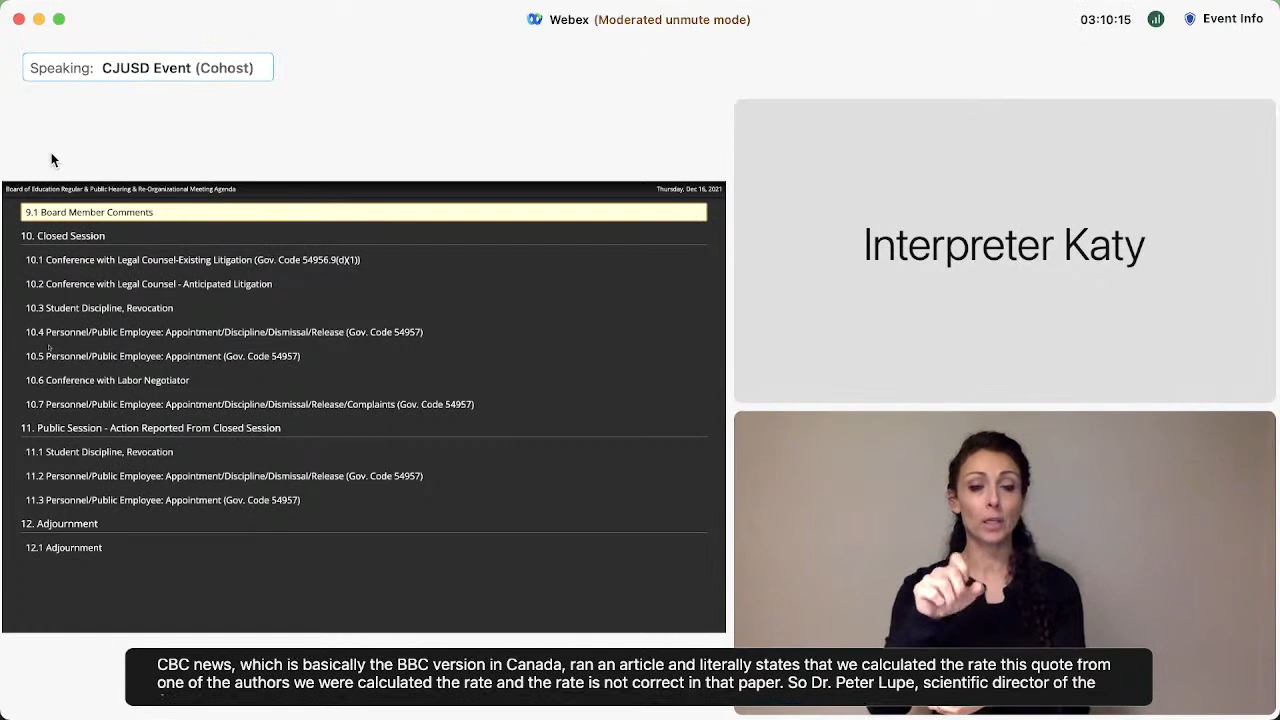 Webex (Moderated unmute mode)
03:10:15
Event Info
Speaking: CJUSD Event (Cohost)
Board of Education Regular & Public Hearing & Re-Organizational Meeting Agenda
Thursday, Dec 16, 2021
9.1 Board Member Comments
10. Closed Session
10.1 Conference with Legal Counsel-Existing Litigation (Gov. Code 54956.9(d)(1))
10.2 Conference with Legal Counsel - Anticipated Litigation
10.3 Student Discipline, Revocation
10.4 Personnel/Public Employee: Appointment/Discipline/Dismissal/Release (Gov. Code 54957)
10.5 Personnel/Public Employee: Appointment (Gov. Code 54957)
10.6 Conference with Labor Negotiator
10.7 Personnel/Public Employee: Appointment/Discipline/Dismissal/Release/Complaints (Gov. Code 54957)
11. Public Session - Action Reported From Closed Session
11.1 Student Discipline, Revocation
11.2 Personnel/Public Employee: Appointment/Discipline/Dismissal/Release (Gov. Code 54957)
11.3 Personnel/Public Employee: Appointment (Gov. Code 54957)
12. Adjournment
12.1 Adjournment
Interpreter Katy
CBC news, which is basically the BBC version in Canada, ran an article and literally states that we calculated the rate this quote from
one of the authors we were calculated the rate and the rate is not correct in that paper. So Dr. Peter Lupe, scientific director of the